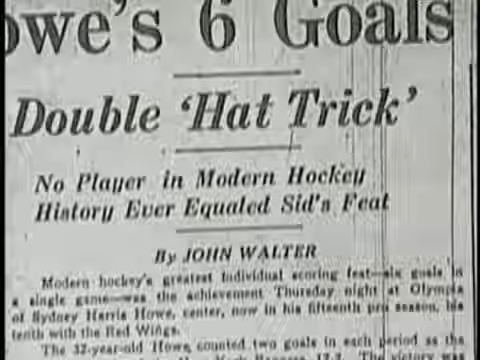 owe's 6 Goals
Double 'Hat Trick'
No Player in Modern Hockey
History Ever Equaled Sid's Feat
By JOHN WALTER
Modern hockey's greatest individual scoring feat—six goals in
a single game—was the achievement Thursday night at Olympia
of Sydney Harris Howe, center, now in his fifteenth pro season, his
tenth with the Red Wings.
The 32-year-old Howe counted two goals in each period as the